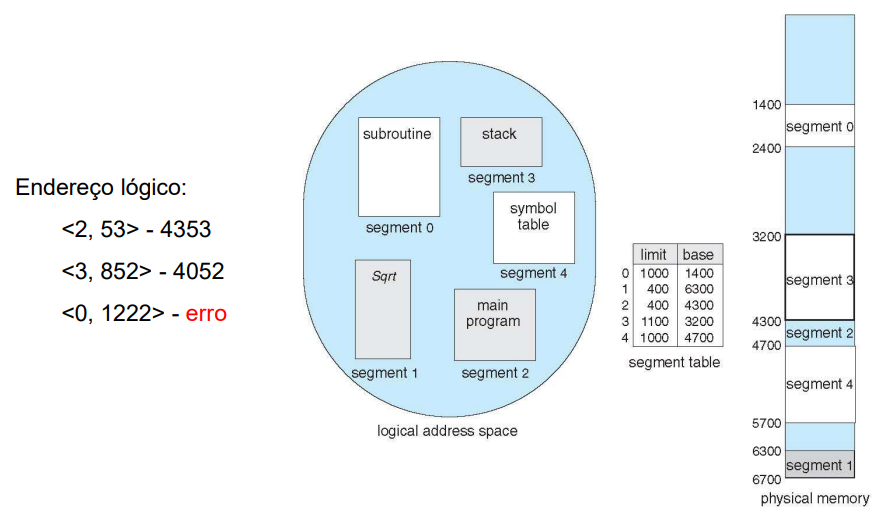 Endereço lógico:
<2, 53> - 4353
<3, 852> - 4052
<0, 1222> - erro
subroutine
segment 0
stack
segment 3
symbol
table
segment 4
Sqrt
segment 1
main
program
segment 2
logical address space
limit base
0 1000 1400
1 400 6300
2 400 4300
3 1100 3200
4 1000 4700
segment table
1400
segment 0
2400
3200
segment 3
4300
segment 2
4700
segment 4
5700
6300
segment 1
6700
physical memory